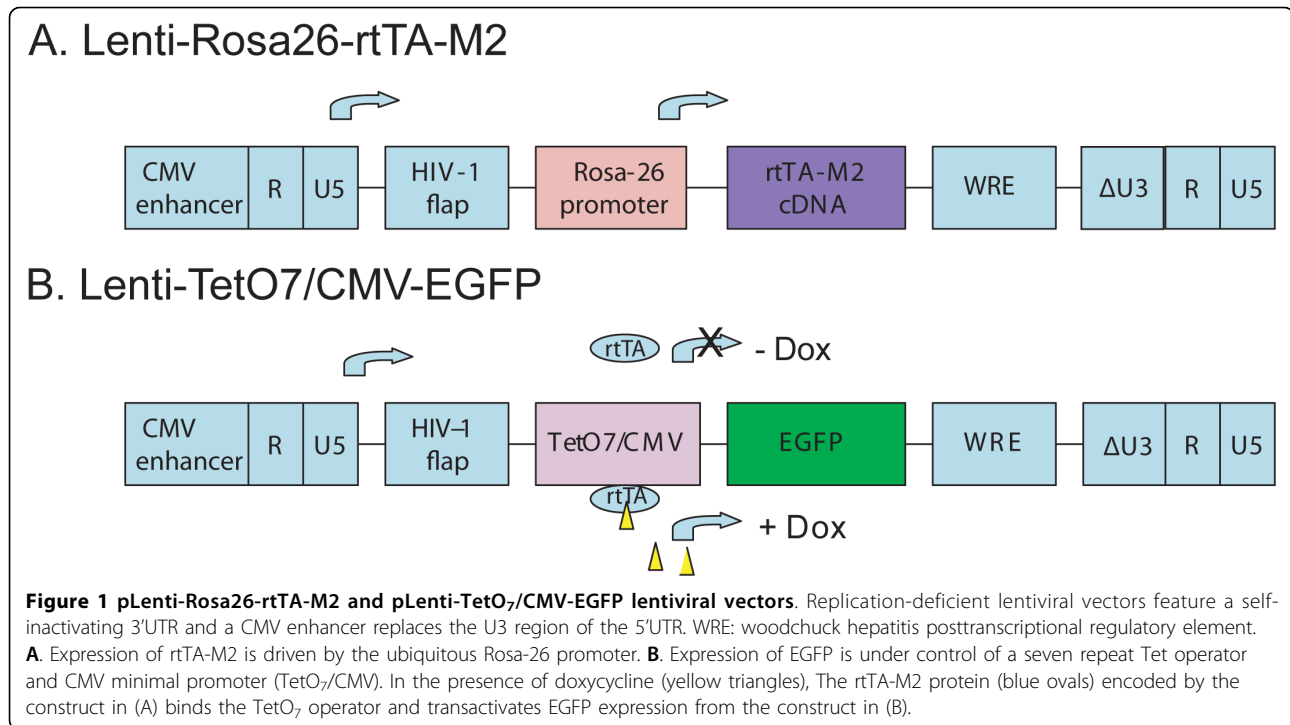 A. Lenti-Rosa26-rtTA-M2
CMV enhancer R U5 HIV-1 flap Rosa-26 promoter rtTA-M2 cDNA WRE ΔU3 R U5
B. Lenti-TetO7/CMV-EGFP
rtTA X - Dox
CMV enhancer R U5 HIV-1 flap TetO7/CMV EGFP WRE ΔU3 R U5
rtTA + Dox
Figure 1 pLenti-Rosa26-rtTA-M2 and pLenti-TetO₇/CMV-EGFP lentiviral vectors. Replication-deficient lentiviral vectors feature a self-
inactivating 3'UTR and a CMV enhancer replaces the U3 region of the 5'UTR. WRE: woodchuck hepatitis posttranscriptional regulatory element.
A. Expression of rtTA-M2 is driven by the ubiquitous Rosa-26 promoter. B. Expression of EGFP is under control of a seven repeat Tet operator
and CMV minimal promoter (TetO₇/CMV). In the presence of doxycycline (yellow triangles), The rtTA-M2 protein (blue ovals) encoded by the
construct in (A) binds the TetO₇ operator and transactivates EGFP expression from the construct in (B).